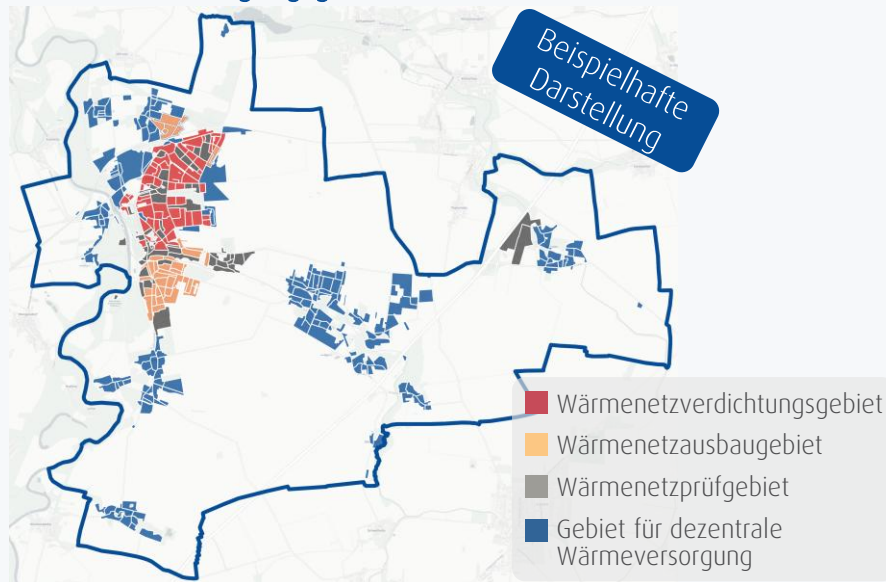 Beispielhafte
Darstellung
Wärmenetzverdichtungsgebiet
Wärmenetzausbaugebiet
Wärmenetzprüfgebiet
Gebiet für dezentrale
Wärmeversorgung